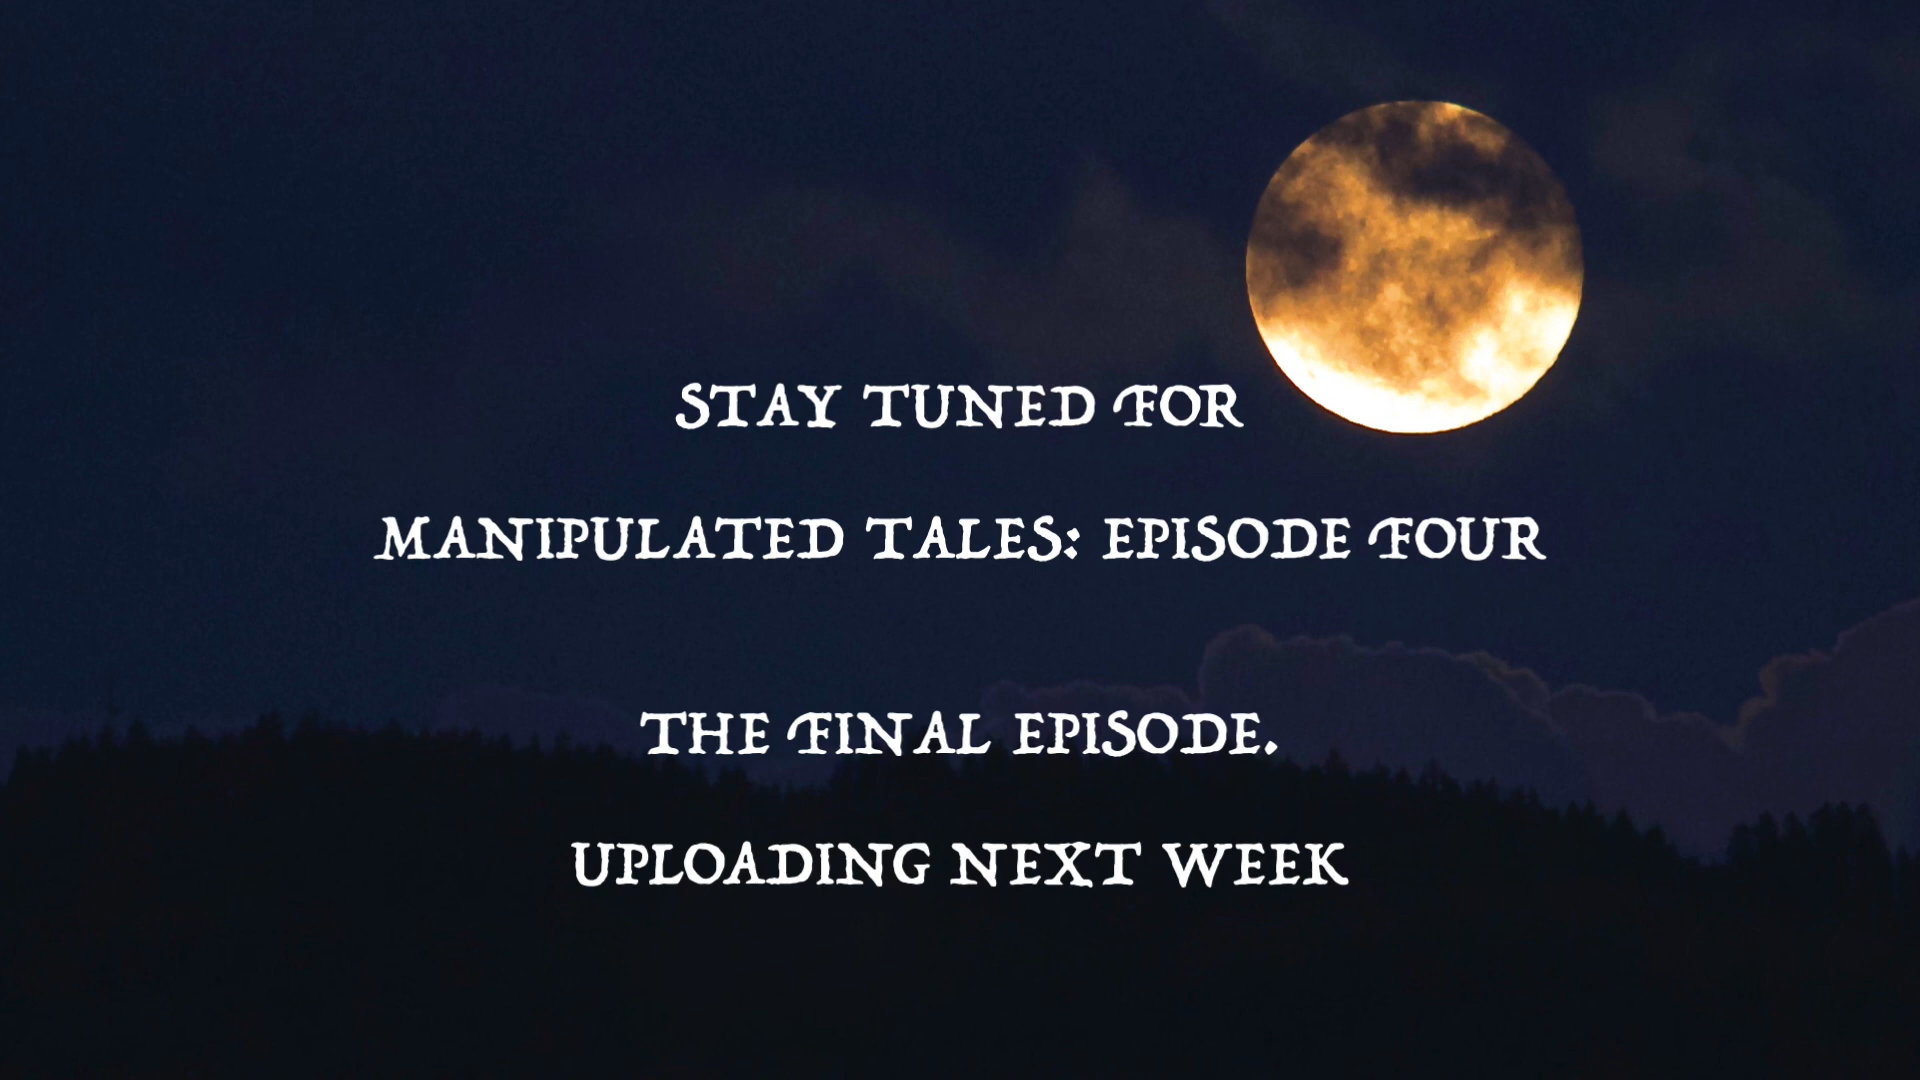 STAY TUNED FOR
MANIPULATED TALES: EPISODE FOUR
THE FINAL EPISODE.
UPLOADING NEXT WEEK